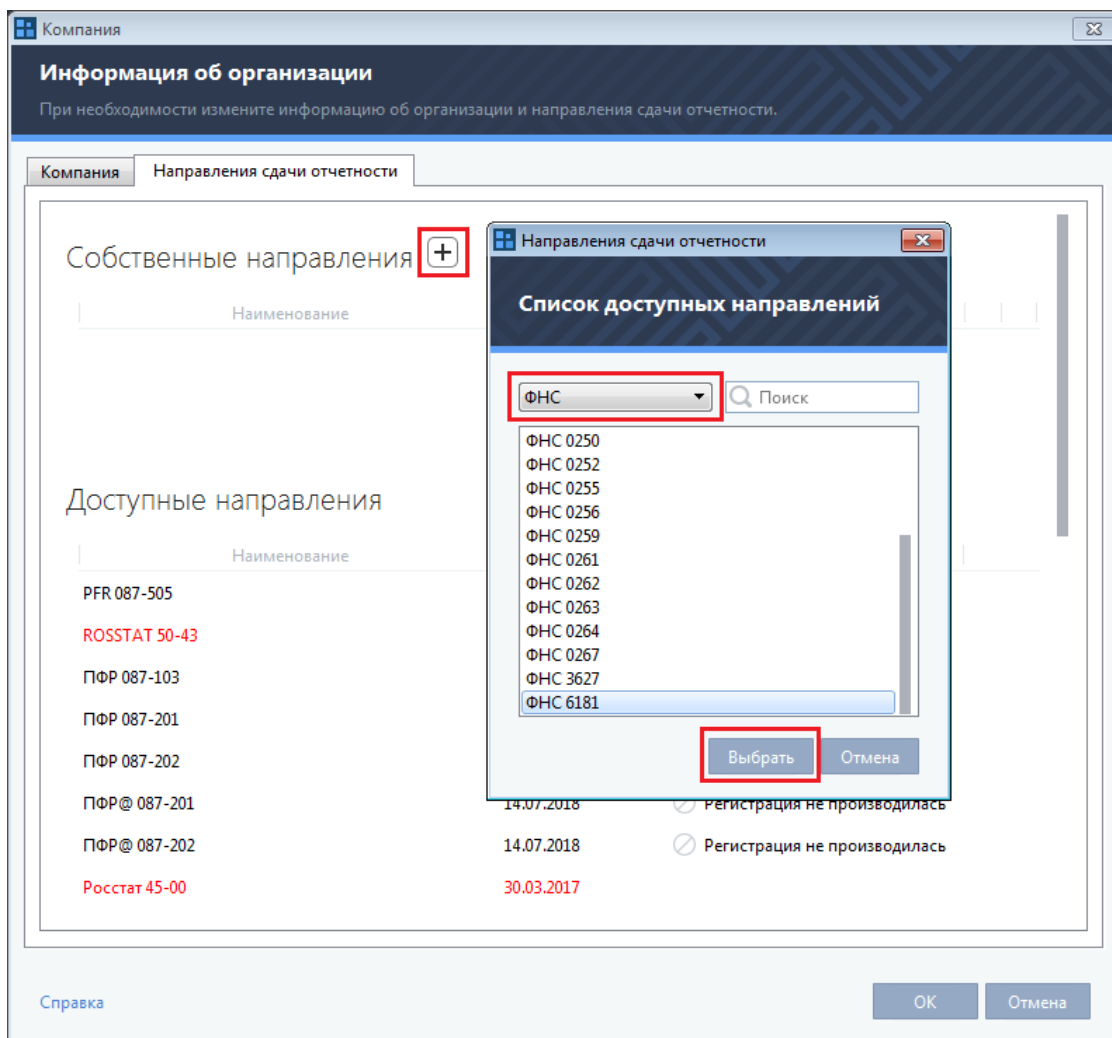 Компания
Информация об организации
При необходимости измените информацию об организации и направления сдачи отчетности.
Компания
Направления сдачи отчетности
Собственные направления
Наименование
Доступные направления
Наименование
PFR 087-505
ROSSTAT 50-43
ПФР 087-103
ПФР 087-201
ПФР 087-202
ПФР@ 087-201 14.07.2018 Регистрация не производилась
ПФР@ 087-202 14.07.2018 Регистрация не производилась
Росстат 45-00 30.03.2017
Направления сдачи отчетности
Список доступных направлений
ФНС
Поиск
ФНС 0250
ФНС 0252
ФНС 0255
ФНС 0256
ФНС 0259
ФНС 0261
ФНС 0262
ФНС 0263
ФНС 0264
ФНС 0267
ФНС 3627
ФНС 6181
Выбрать Отмена
Справка
OK Отмена